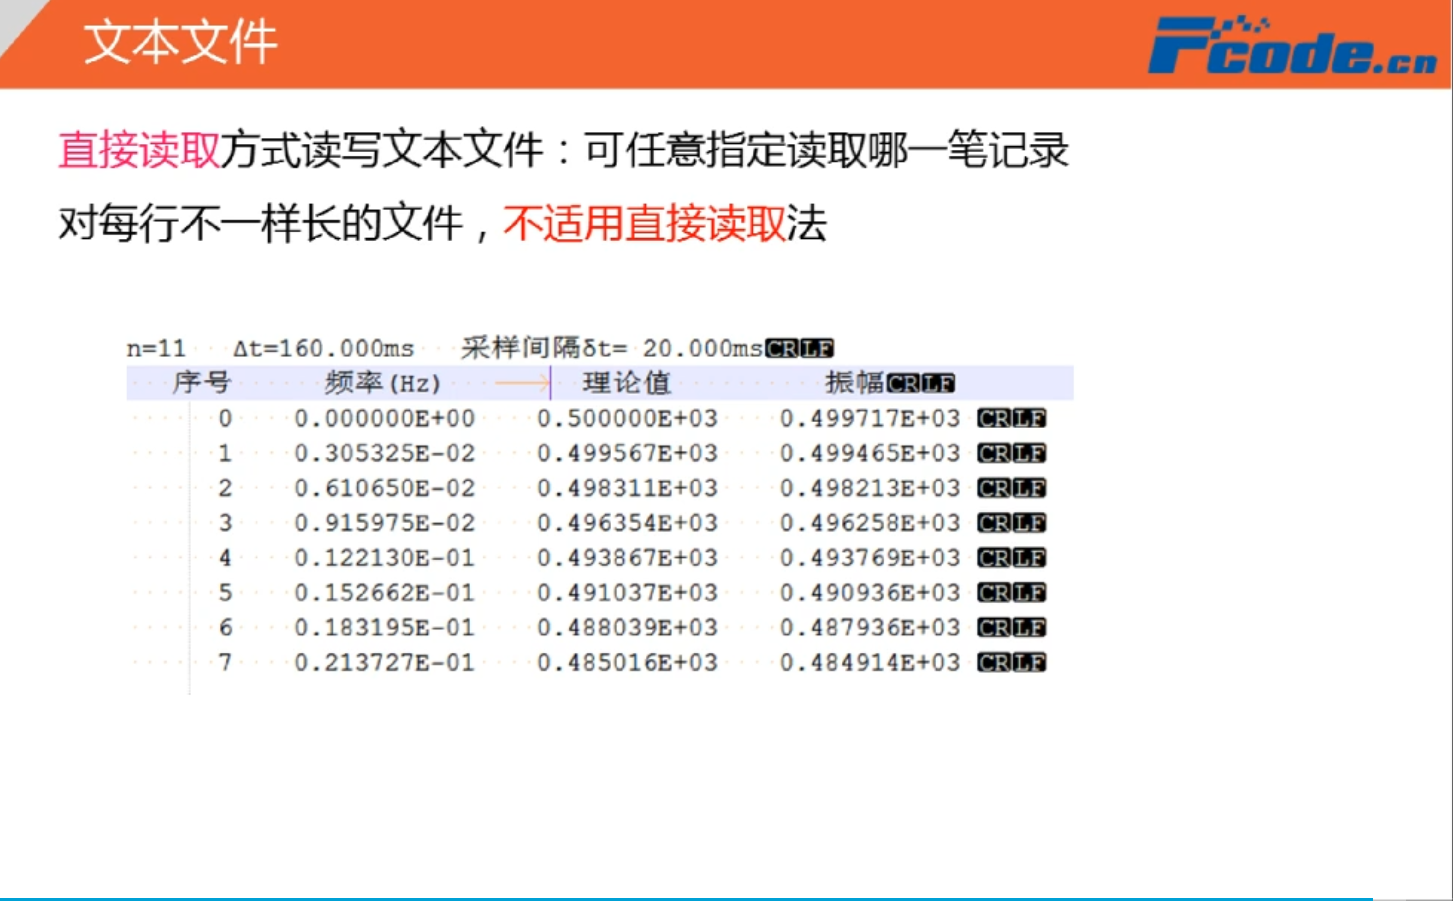 文本文件
Fcode.cn
直接读取方式读写文本文件：可任意指定读取哪一笔记录
对每行不一样长的文件，不适用直接读取法
n=11 Δt=160.000ms 采样间隔δt= 20.000msCRLF
序号 频率(Hz) 理论值 振幅CRLF
0 0.000000E+00 0.500000E+03 0.499717E+03 CRLF
1 0.305325E-02 0.499567E+03 0.499465E+03 CRLF
2 0.610650E-02 0.498311E+03 0.498213E+03 CRLF
3 0.915975E-02 0.496354E+03 0.496258E+03 CRLF
4 0.122130E-01 0.493867E+03 0.493769E+03 CRLF
5 0.152662E-01 0.491037E+03 0.490936E+03 CRLF
6 0.183195E-01 0.488039E+03 0.487936E+03 CRLF
7 0.213727E-01 0.485016E+03 0.484914E+03 CRLF